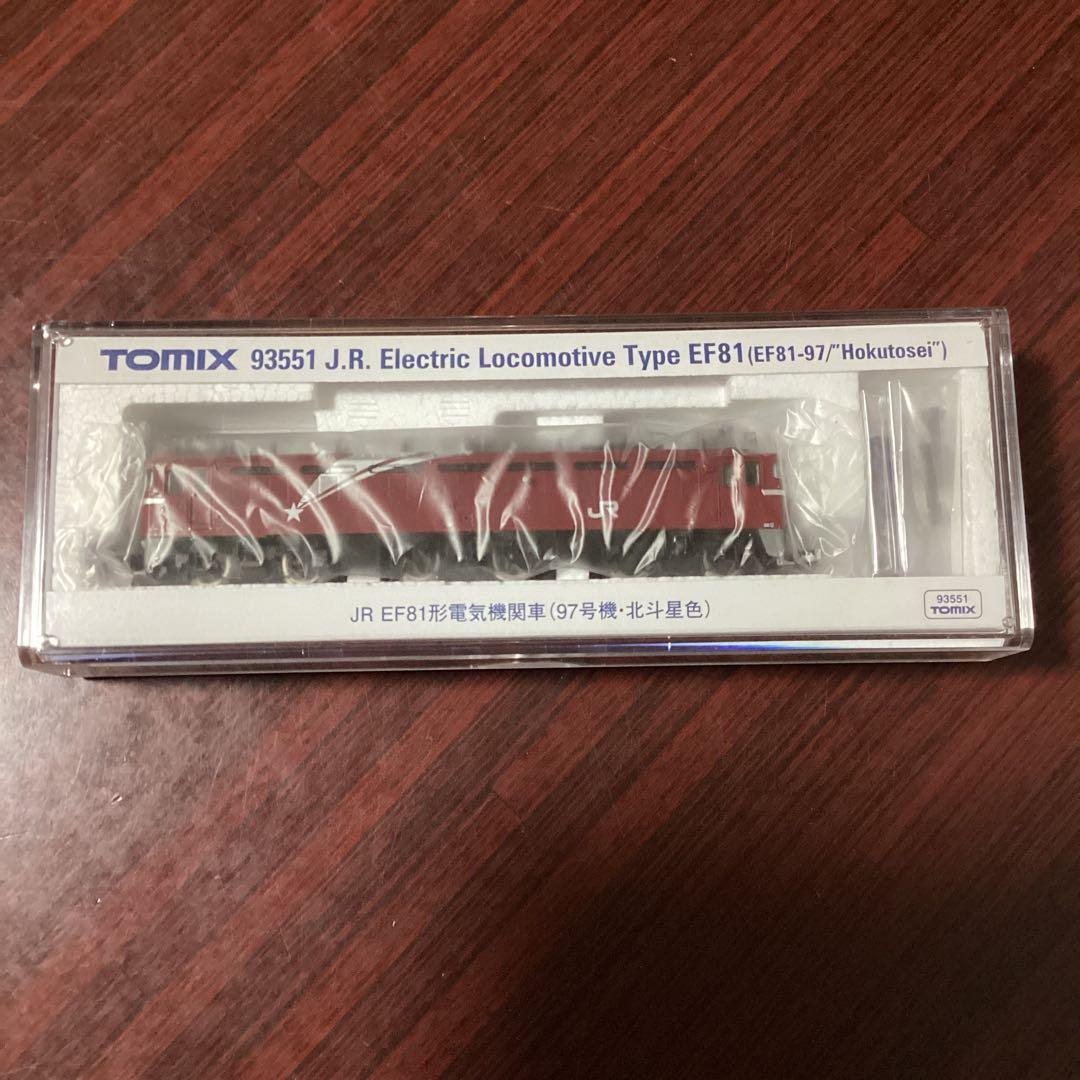 TOMIX 93551 J.R. Electric Locomotive Type EF81(EF81-97/"Hokutosei")
JR
JR EF81形電気機関車(97号機・北斗星色)
93551
TOMIX